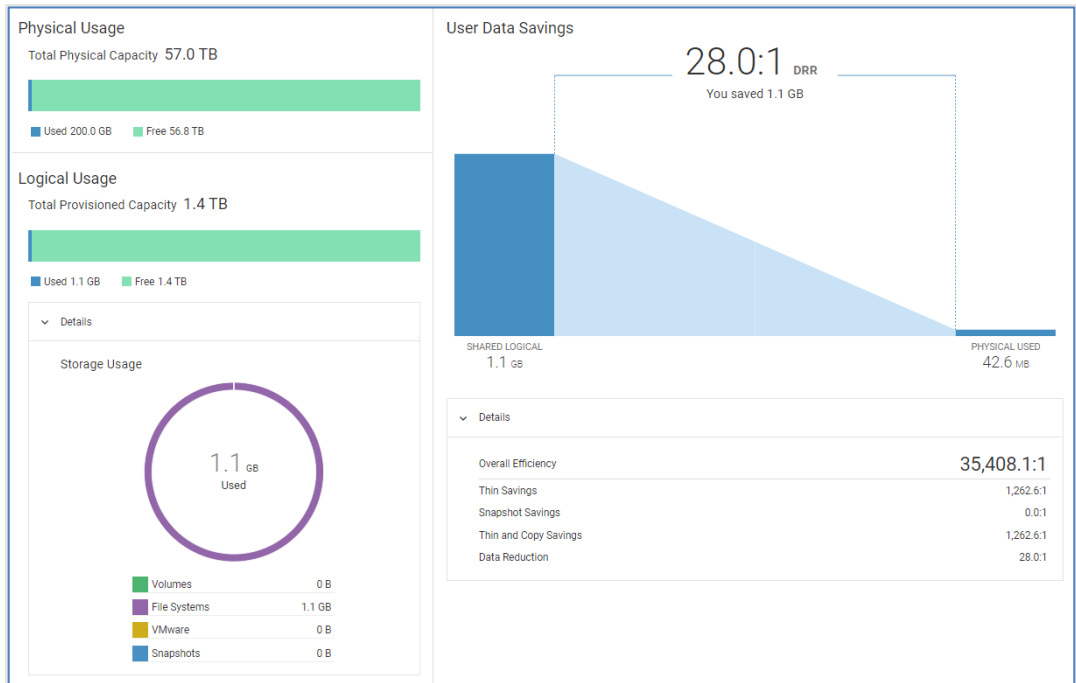 Physical Usage
Total Physical Capacity 57.0 TB
Used 200.0 GB Free 56.8 TB
Logical Usage
Total Provisioned Capacity 1.4 TB
Used 1.1 GB Free 1.4 TB
Details
Storage Usage
1.1 GB
Used
Volumes 0 B
File Systems 1.1 GB
VMware 0 B
Snapshots 0 B
User Data Savings
28.0:1 DRR
You saved 1.1 GB
SHARED LOGICAL
1.1 GB
PHYSICAL USED
42.6 MB
Details
Overall Efficiency 35,408.1:1
Thin Savings 1,262.6:1
Snapshot Savings 0.0:1
Thin and Copy Savings 1,262.6:1
Data Reduction 28.0:1